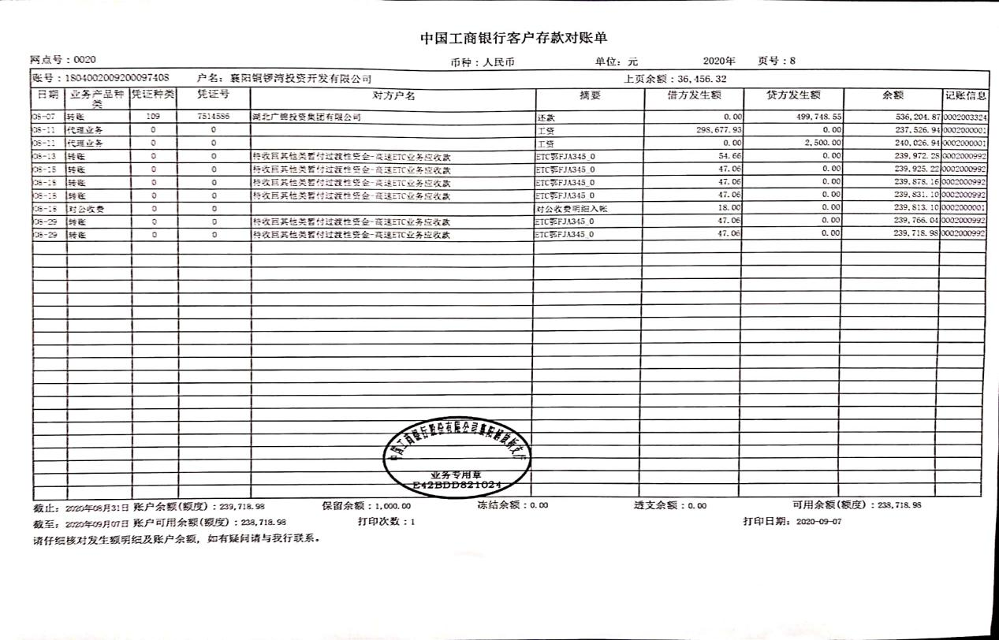 中国工商银行客户存款对账单
网点号：0020 币种：人民币 单位：元 2020年 页号：8
账号：1804002009200097408 户名：襄阳铜锣湾投资开发有限公司 上页余额：36,456.32
日期 业务产品种类 凭证种类 凭证号 对方户名 摘要 借方发生额 贷方发生额 余额 记账信息
08-07 转账 109 7514586 湖北广锦投资集团有限公司 还款 0.00 499,748.55 536,204.87 0002003324
08-11 代理业务 0 0 工资 298,677.93 0.00 237,526.94 0002000001
08-11 代理业务 0 0 工资 0.00 2,500.00 240,026.94 0002000001
08-13 转账 0 0 待收回其他类暂付过渡性资金-高速ETC业务应收款 ETC鄂FJA345_0 54.66 0.00 239,972.28 0002000992
08-15 转账 0 0 待收回其他类暂付过渡性资金-高速ETC业务应收款 ETC鄂FJA345_0 47.06 0.00 239,925.22 0002000992
08-18 转账 0 0 待收回其他类暂付过渡性资金-高速ETC业务应收款 ETC鄂FJA345_0 47.06 0.00 239,878.16 0002000992
08-18 转账 0 0 待收回其他类暂付过渡性资金-高速ETC业务应收款 ETC鄂FJA345_0 47.06 0.00 239,831.10 0002000992
08-18 对公收费 0 0 对公收费明细入账 18.00 0.00 239,813.10 0002000001
08-29 转账 0 0 待收回其他类暂付过渡性资金-高速ETC业务应收款 ETC鄂FJA345_0 47.06 0.00 239,766.04 0002000992
08-29 转账 0 0 待收回其他类暂付过渡性资金-高速ETC业务应收款 ETC鄂FJA345_0 47.06 0.00 239,718.98 0002000992
中国工商银行股份有限公司襄阳
业务专用章
E42BDD821024
截止：2020年08月31日 账户余额(额度)：239,718.98 保留余额：1,000.00 冻结余额：0.00 透支余额：0.00 可用余额(额度)：238,718.98
截至：2020年09月07日 账户可用余额(额度)：238,718.98 打印次数：1 打印日期：2020-09-07
请仔细核对发生额明细及账户余额，如有疑问请与我行联系。